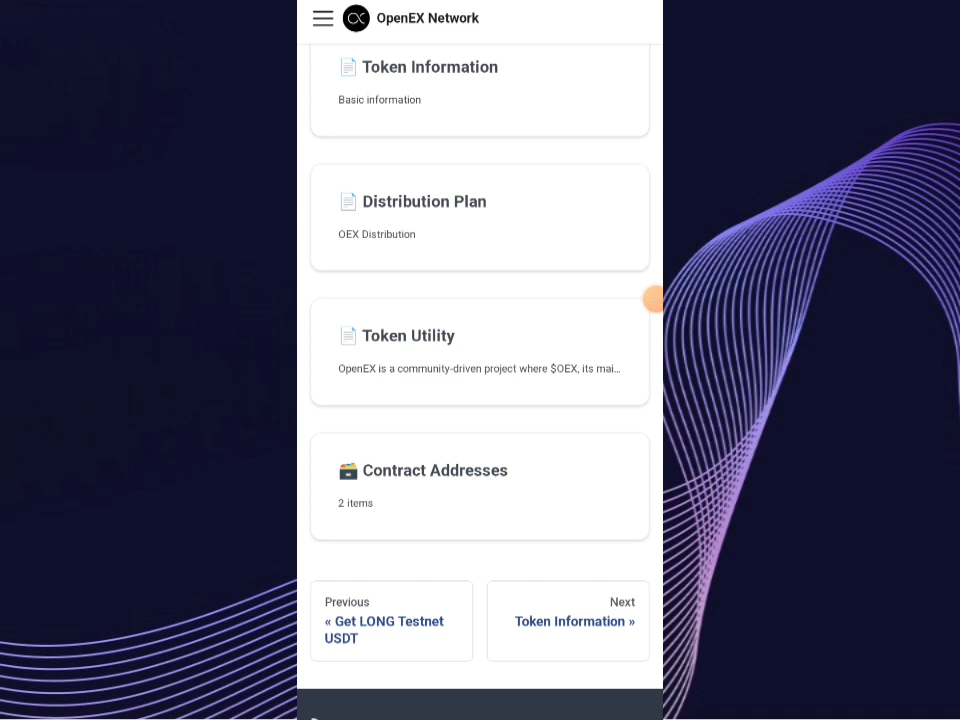 OpenEX Network
Token Information
Basic information
Distribution Plan
OEX Distribution
Token Utility
OpenEX is a community-driven project where $OEX, its mai…
Contract Addresses
2 items
Previous
« Get LONG Testnet
USDT
Next
Token Information »